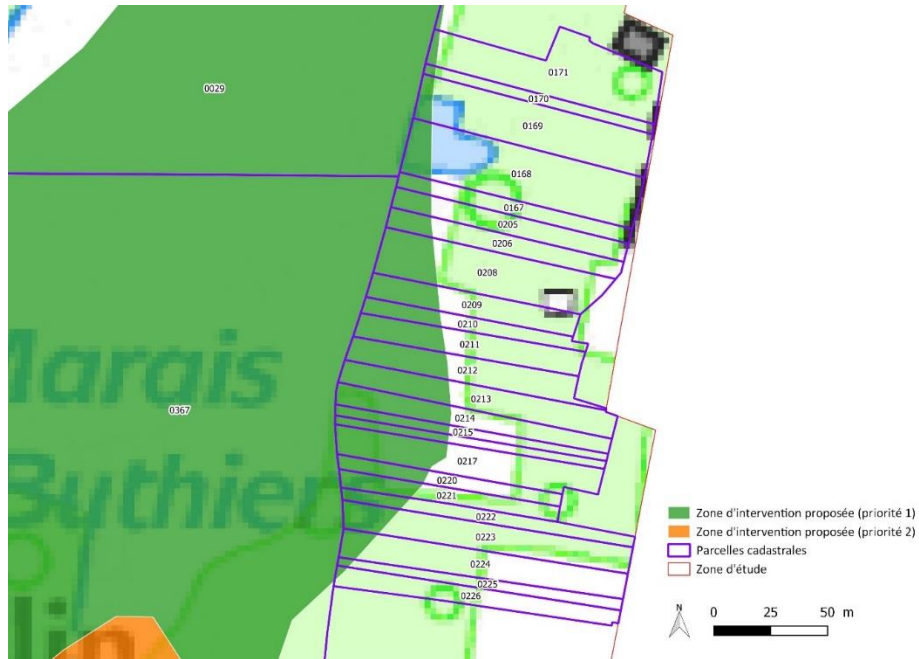 0029
0171
0170
0169
0168
0167
0205
0206
0208
0209
0210
0211
0212
Marais
0367
0213
0214
0215
0217
Buthiers
0220
0221
0222
0223
0224
0225
0226
lin
Zone d'intervention proposée (priorité 1)
Zone d'intervention proposée (priorité 2)
Parcelles cadastrales
Zone d'étude
N
0 25 50 m